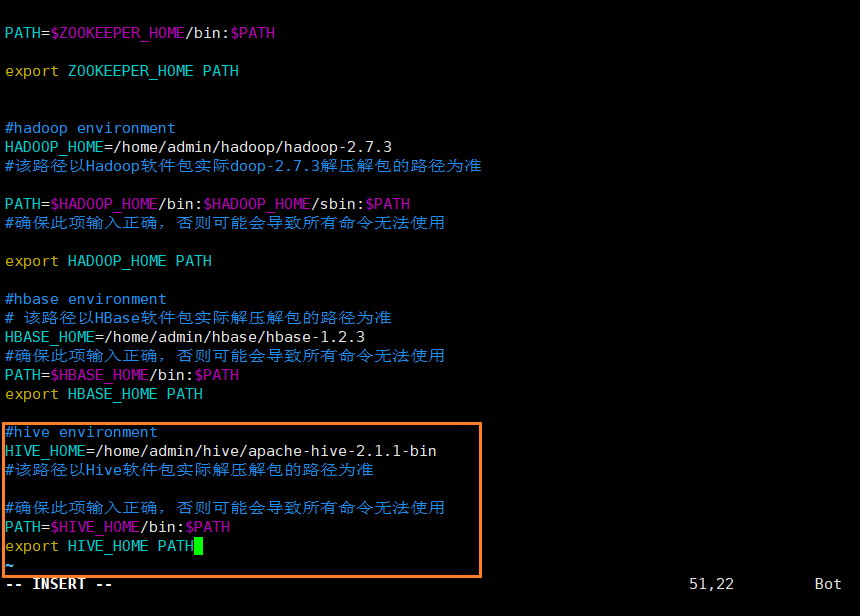 PATH=$ZOOKEEPER_HOME/bin:$PATH
export ZOOKEEPER_HOME PATH
#hadoop environment
HADOOP_HOME=/home/admin/hadoop/hadoop-2.7.3
#该路径以Hadoop软件包实际doop-2.7.3解压解包的路径为准
PATH=$HADOOP_HOME/bin:$HADOOP_HOME/sbin:$PATH
#确保此项输入正确，否则可能会导致所有命令无法使用
export HADOOP_HOME PATH
#hbase environment
# 该路径以HBase软件包实际解压解包的路径为准
HBASE_HOME=/home/admin/hbase/hbase-1.2.3
#确保此项输入正确，否则可能会导致所有命令无法使用
PATH=$HBASE_HOME/bin:$PATH
export HBASE_HOME PATH
#hive environment
HIVE_HOME=/home/admin/hive/apache-hive-2.1.1-bin
#该路径以Hive软件包实际解压解包的路径为准
#确保此项输入正确，否则可能会导致所有命令无法使用
PATH=$HIVE_HOME/bin:$PATH
export HIVE_HOME PATH
~
-- INSERT -- 51,22 Bot